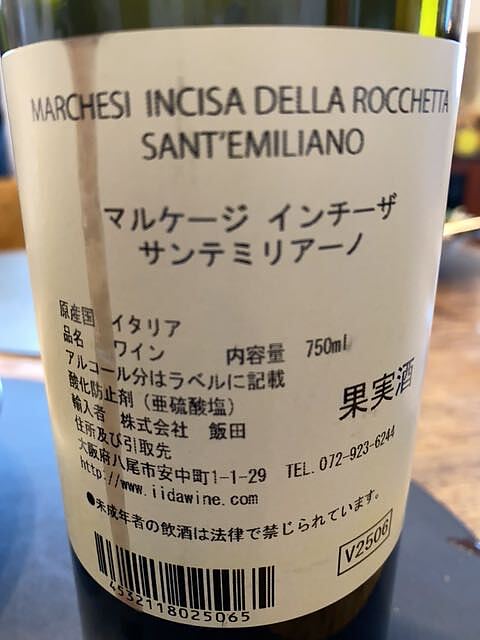 MARCHESI INCISA DELLA ROCCHETTA
SANT'EMILIANO
マルケージ インチーザ
サンテミリアーノ
原産国 イタリア
品名 ワイン 内容量 750ml
アルコール分はラベルに記載
酸化防止剤(亜硫酸塩)
果実酒
輸入者 株式会社 飯田
住所及び引取先
大阪府八尾市安中町1-1-29 TEL.072-923-6244
http://www.iidawine.com
●未成年者の飲酒は法律で禁じられています。
V2506
4532118025065